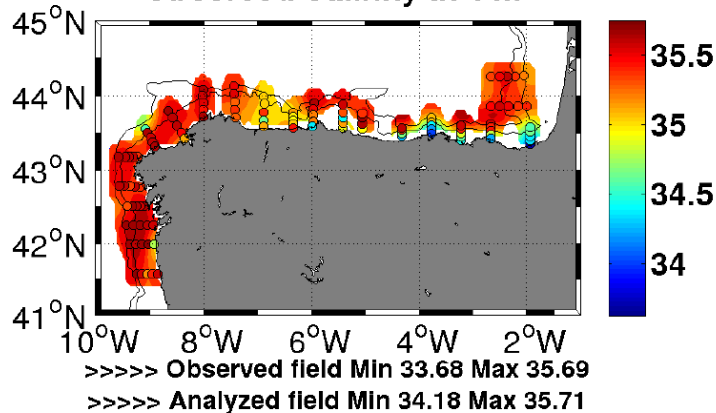 45°N
44°N
43°N
42°N
41°N
10°W 8°W 6°W 4°W 2°W
35.5
35
34.5
34
>>>>> Observed field Min 33.68 Max 35.69
>>>>> Analyzed field Min 34.18 Max 35.71